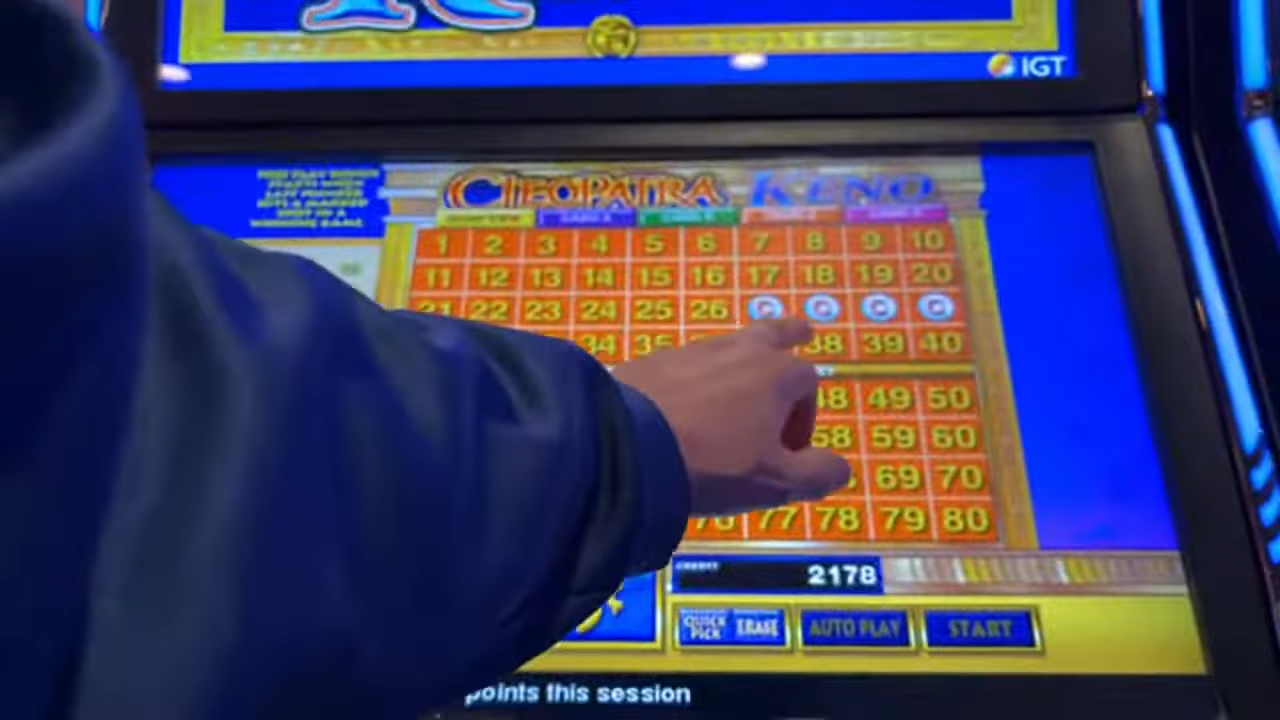 IGT
CLEOPATRA KENO
1 2 3 4 5 6 7 8 9 10
11 12 13 14 15 16 17 18 19 20
21 22 23 24 25 26
34 35 38 39 40
48 49 50
58 59 60
69 70
76 77 78 79 80
CREDIT
2178
QUICK PICK ERASE AUTO PLAY START
points this session